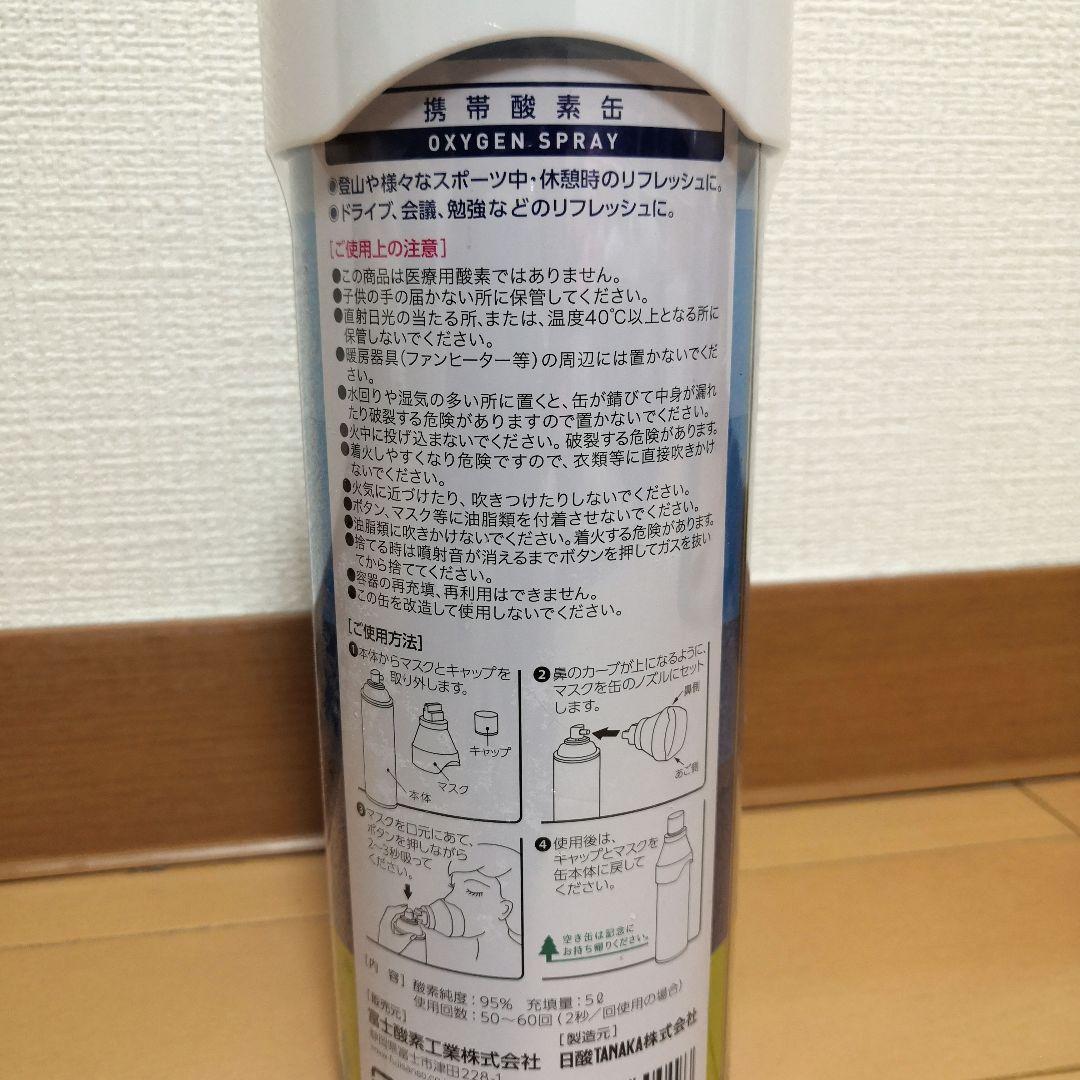 携帯酸素缶
OXYGEN SPRAY
◉登山や様々なスポーツ中・休憩時のリフレッシュに。
◉ドライブ、会議、勉強などのリフレッシュに。
[ご使用上の注意]
●この商品は医療用酸素ではありません。
●子供の手の届かない所に保管してください。
●直射日光の当たる所、または、温度40℃以上となる所に
保管しないでください。
●暖房器具(ファンヒーター等)の周辺には置かないでくだ
さい。
●水回りや湿気の多い所に置くと、缶が錆びて中身が漏れ
たり破裂する危険がありますので置かないでください。
●火中に投げ込まないでください。破裂する危険があります。
●着火しやすくなり危険ですので、衣類等に直接吹きかけ
ないでください。
●火気に近づけたり、吹きつけたりしないでください。
●ボタン、マスク等に油脂類を付着させないでください。
●油脂類に吹きかけないでください。着火する危険があります。
●捨てる時は噴射音が消えるまでボタンを押してガスを抜い
てから捨ててください。
●容器の再充填、再利用はできません。
●この缶を改造して使用しないでください。
[ご使用方法]
❶本体からマスクとキャップを
取り外します。
キャップ
マスク
本体
❷鼻のカーブが上になるように、
マスクを缶のノズルにセット
します。
鼻側
あご側
❸マスクを口元にあて、
ボタンを押しながら
2〜3秒吸って
ください。
❹使用後は、
キャップとマスクを
缶本体に戻して
ください。
空き缶は記念に
お持ち帰りください。
[内 容] 酸素純度:95% 充填量:5ℓ
使用回数:50〜60回(2秒/回使用の場合)
[販売元]
富士酸素工業株式会社
静岡県富士市津田228-1
[製造元]
日酸TANAKA株式会社